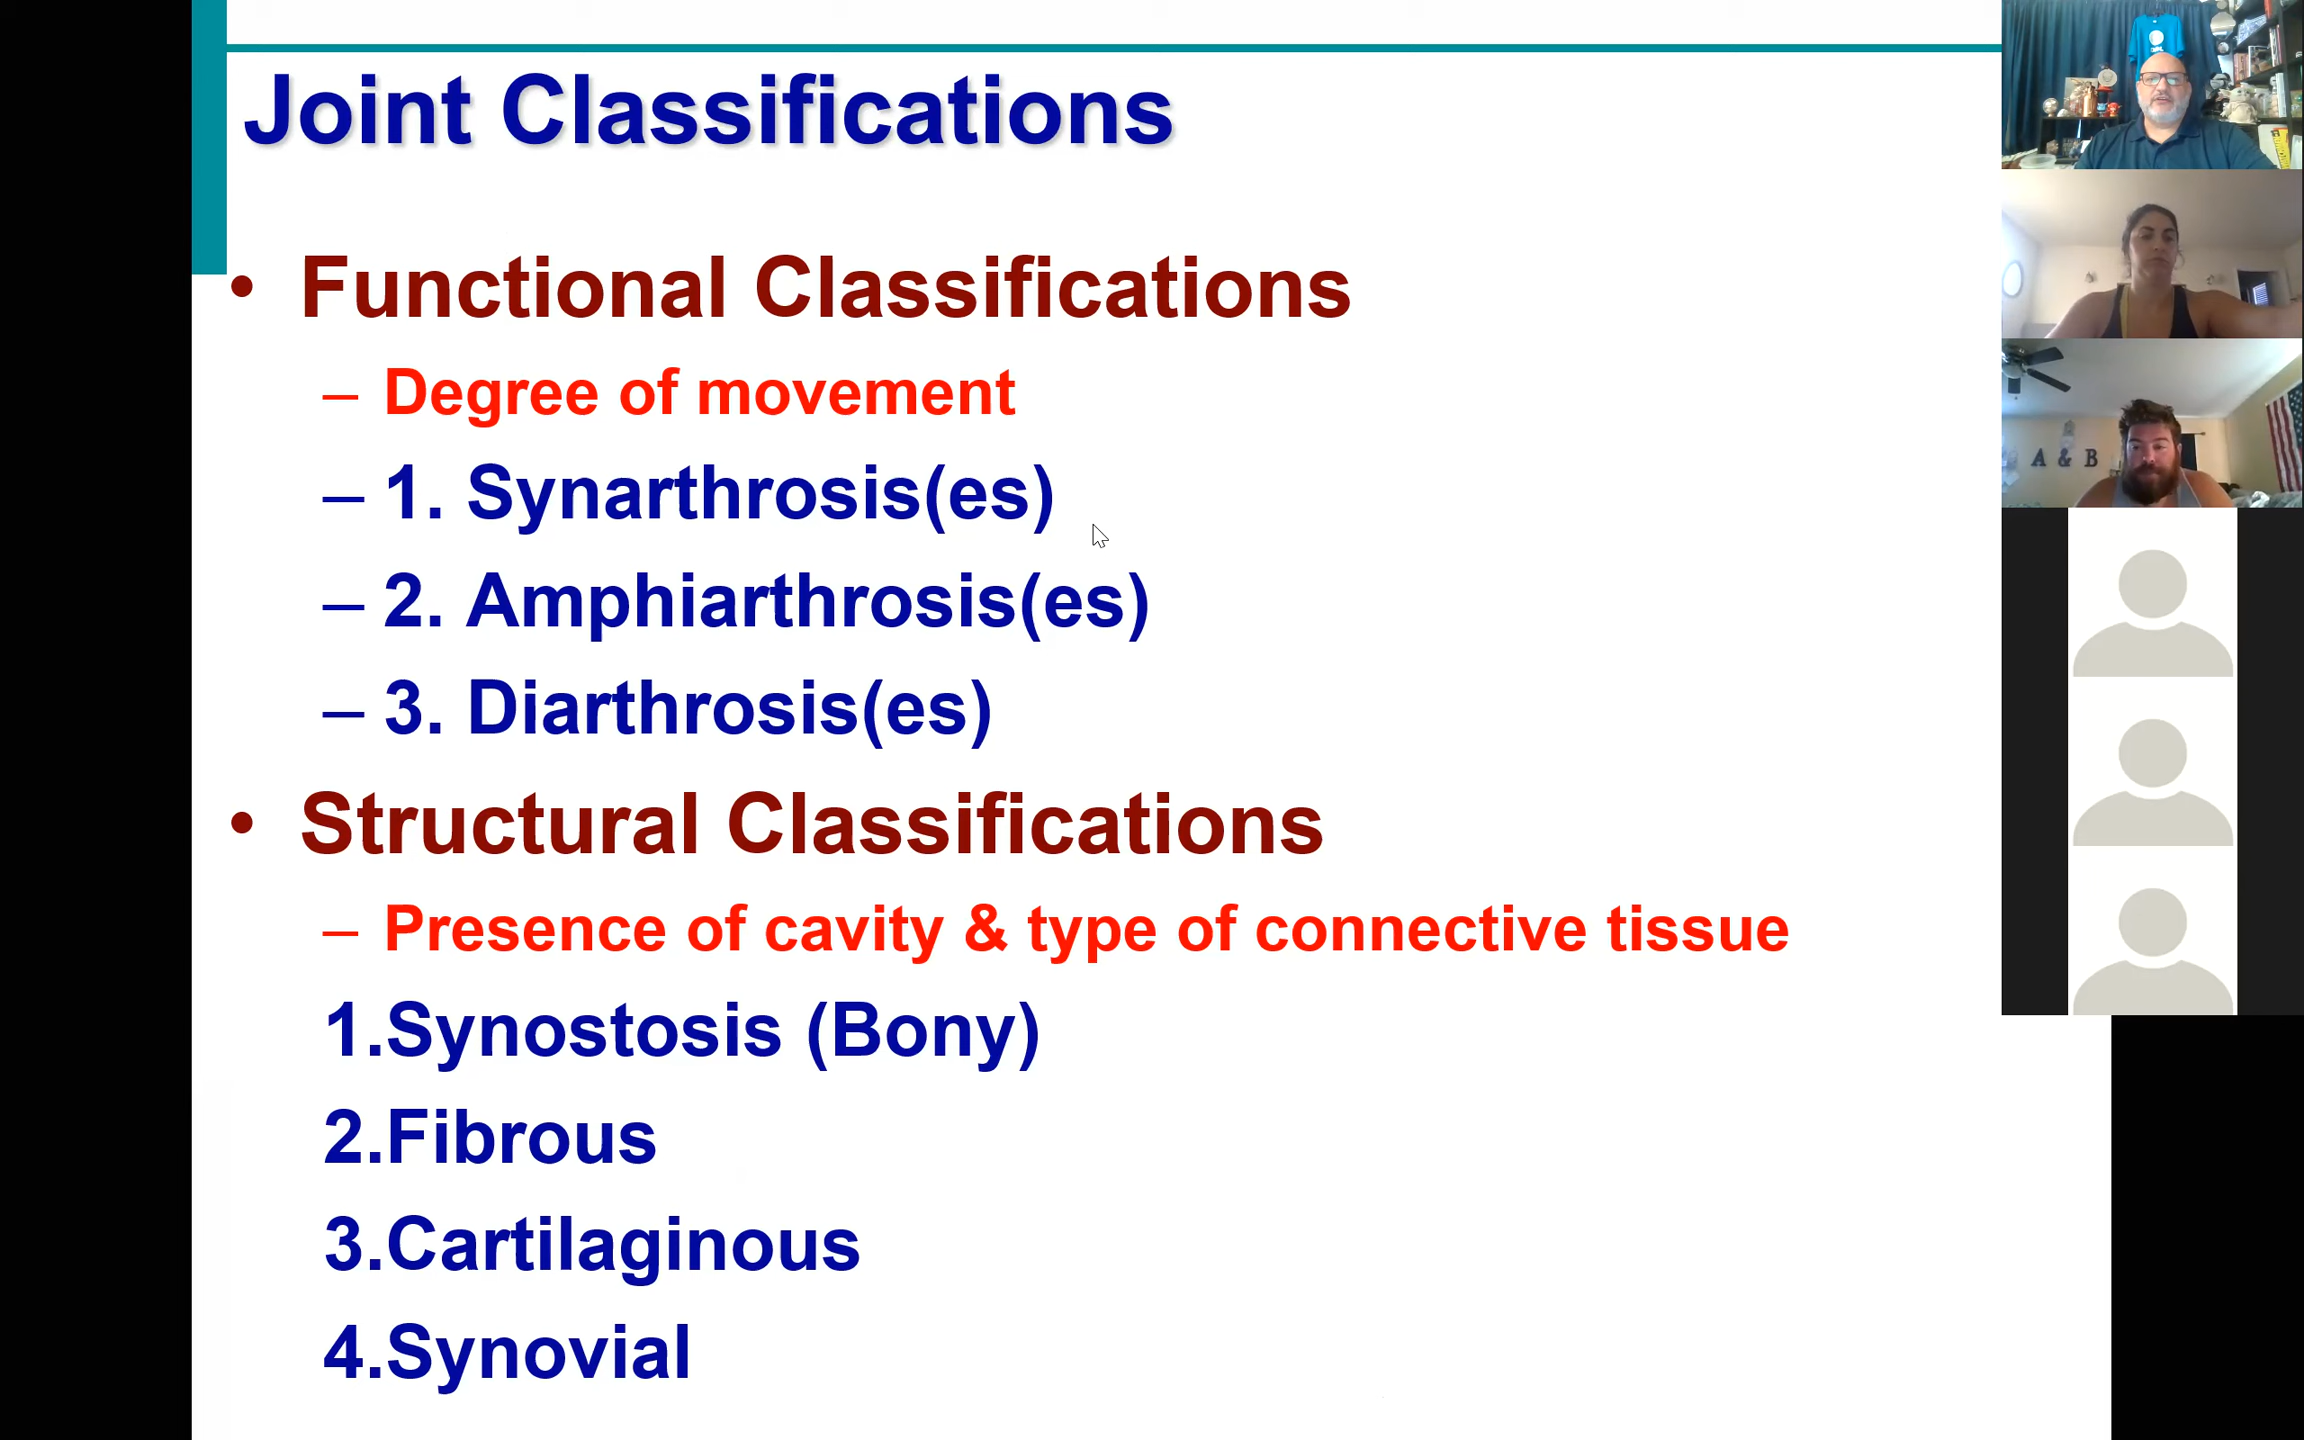 Joint Classifications
• Functional Classifications
– Degree of movement
– 1. Synarthrosis(es)
– 2. Amphiarthrosis(es)
– 3. Diarthrosis(es)
• Structural Classifications
– Presence of cavity & type of connective tissue
1.Synostosis (Bony)
2.Fibrous
3.Cartilaginous
4.Synovial
A & B